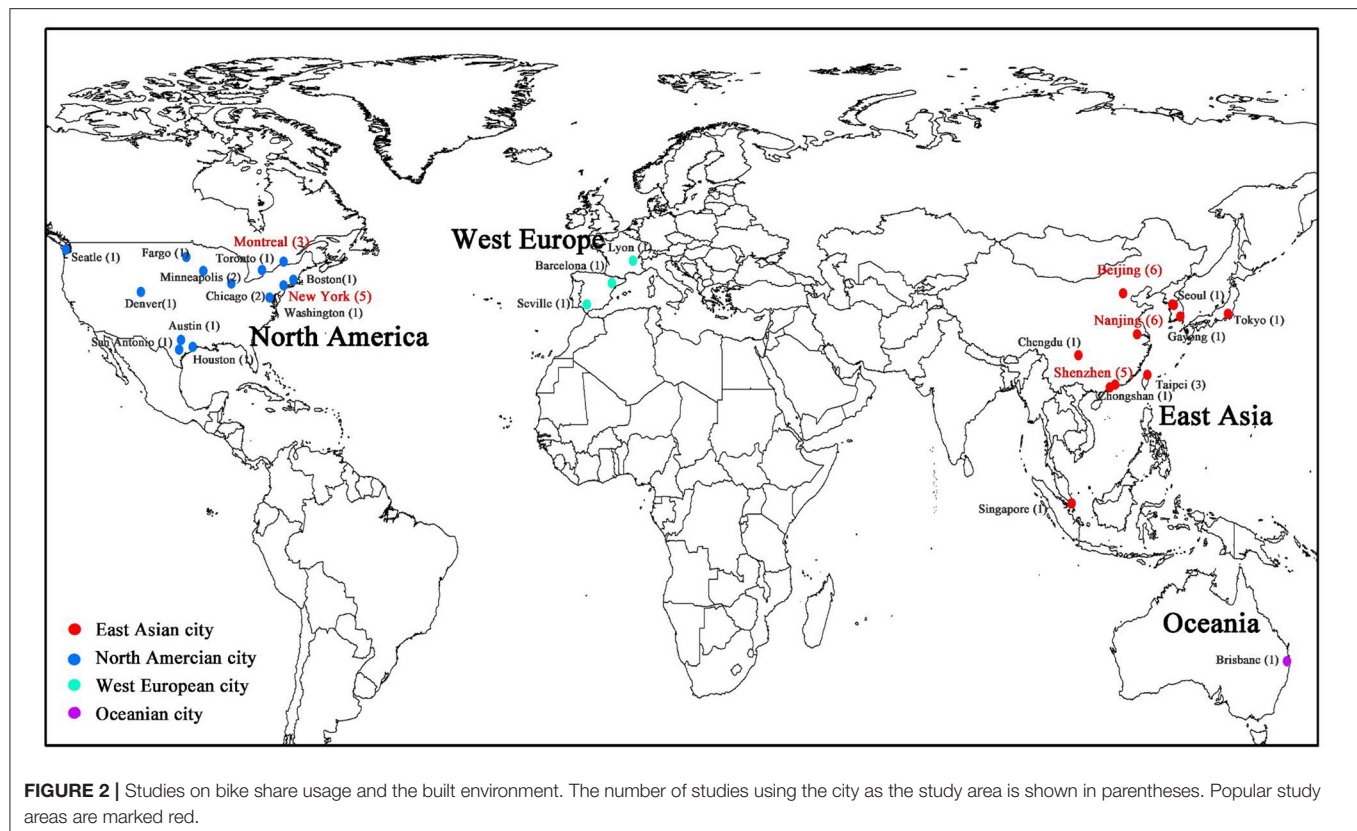 West Europe
Lyon (1)
Barcelona (1)
Seville (1)
Montreal (3)
Fargo (1)
Toronto (1)
Seatle (1)
Minneapolis (2)
Boston(1)
Denver(1)
Chicago (2)
New York (5)
Washington (1)
Austin (1)
North America
San Antonio (1)
Houston (1)
Beijing (6)
Seoul (1)
Nanjing (6)
Tokyo (1)
Gayong (1)
Chengdu (1)
Shenzhen (5)
Taipei (3)
Zhongshan (1)
East Asia
Singapore (1)
Oceania
Brisbane (1)
East Asian city
North Amercian city
West European city
Oceanian city
FIGURE 2 | Studies on bike share usage and the built environment. The number of studies using the city as the study area is shown in parentheses. Popular study
areas are marked red.